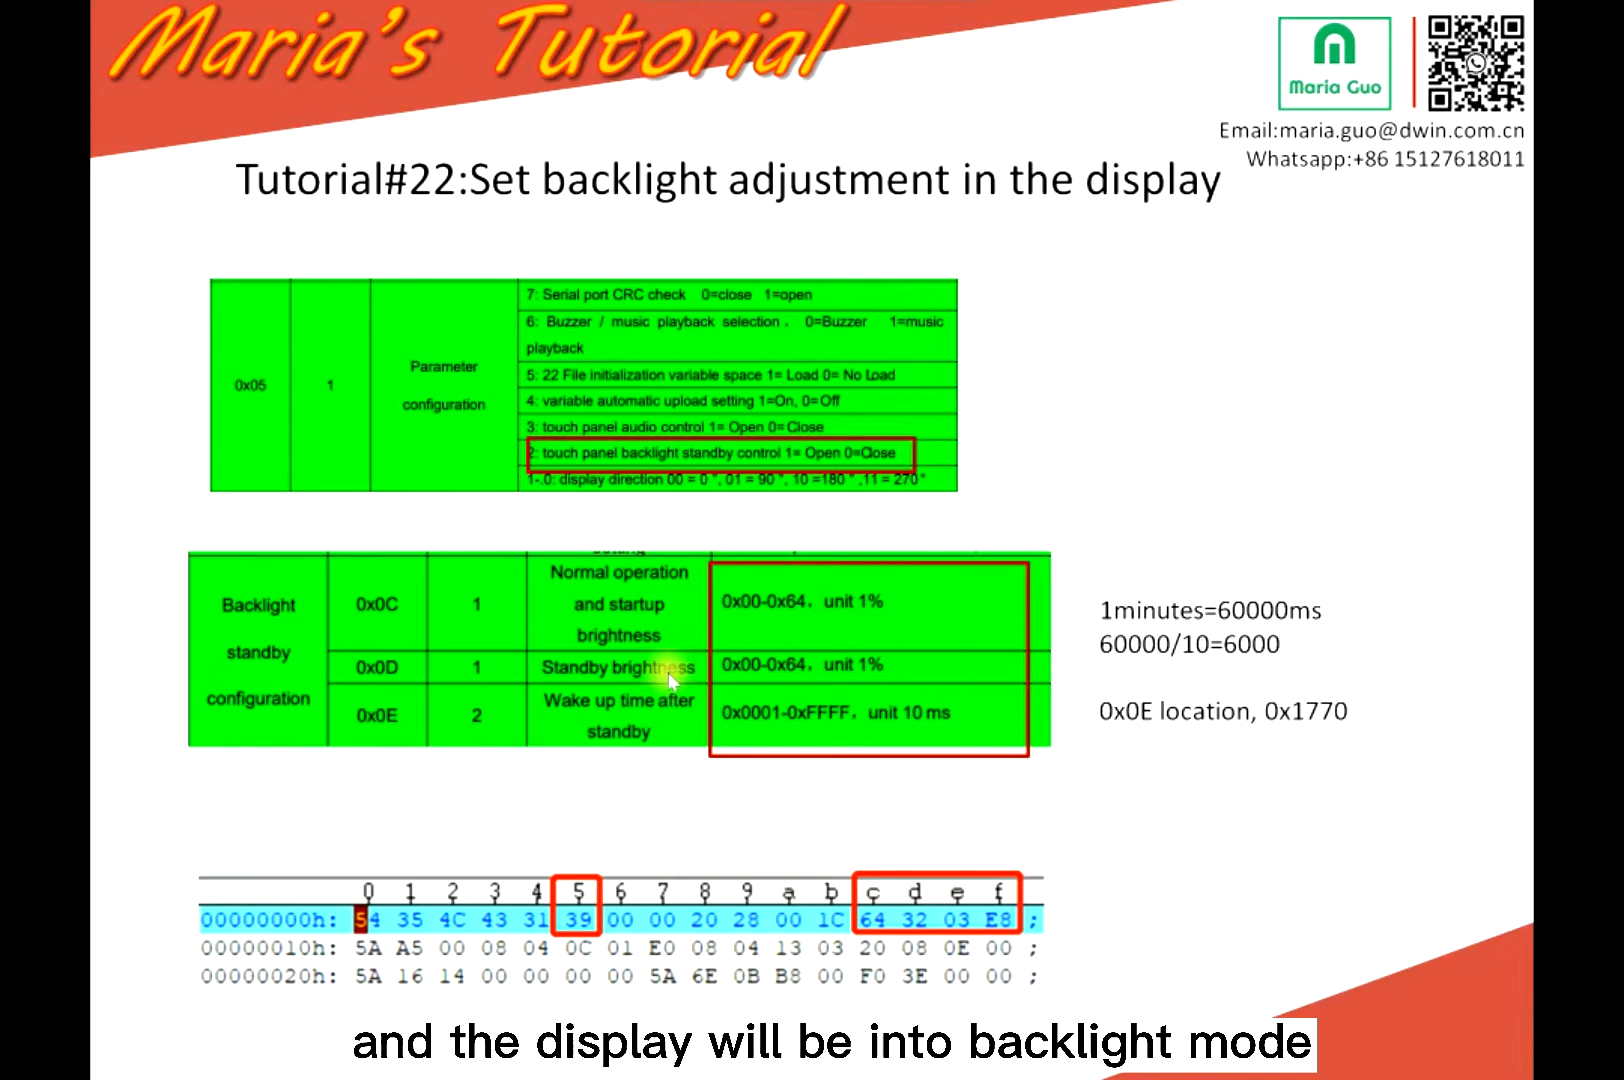 Maria's Tutorial
Maria Guo
Email:maria.guo@dwin.com.cn
Whatsapp:+86 15127618011
Tutorial#22:Set backlight adjustment in the display
0x05
1
Parameter
configuration
7: Serial port CRC check 0=close 1=open
6: Buzzer / music playback selection， 0=Buzzer 1=music
playback
5: 22 File initialization variable space 1= Load 0= No Load
4: variable automatic upload setting 1=On, 0= Off
3: touch panel audio control 1= Open 0= Close
2: touch panel backlight standby control 1= Open 0=Close
1-.0: display direction 00 = 0 °, 01 = 90 °, 10 =180 ° ,11 = 270°
Backlight
standby
configuration
0x0C
1
Normal operation
and startup
brightness
0x00-0x64，unit 1%
0x0D
1
Standby brightness
0x00-0x64，unit 1%
0x0E
2
Wake up time after
standby
0x0001-0xFFFF，unit 10 ms
1minutes=60000ms
60000/10=6000
0x0E location, 0x1770
0 1 2 3 4 5 6 7 8 9 a b c d e f
00000000h: 54 35 4C 43 31 39 00 00 20 28 00 1C 64 32 03 E8 ;
00000010h: 5A A5 00 08 04 0C 01 E0 08 04 13 03 20 08 0E 00 ;
00000020h: 5A 16 14 00 00 00 00 5A 6E 0B B8 00 F0 3E 00 00 ;
and the display will be into backlight mode